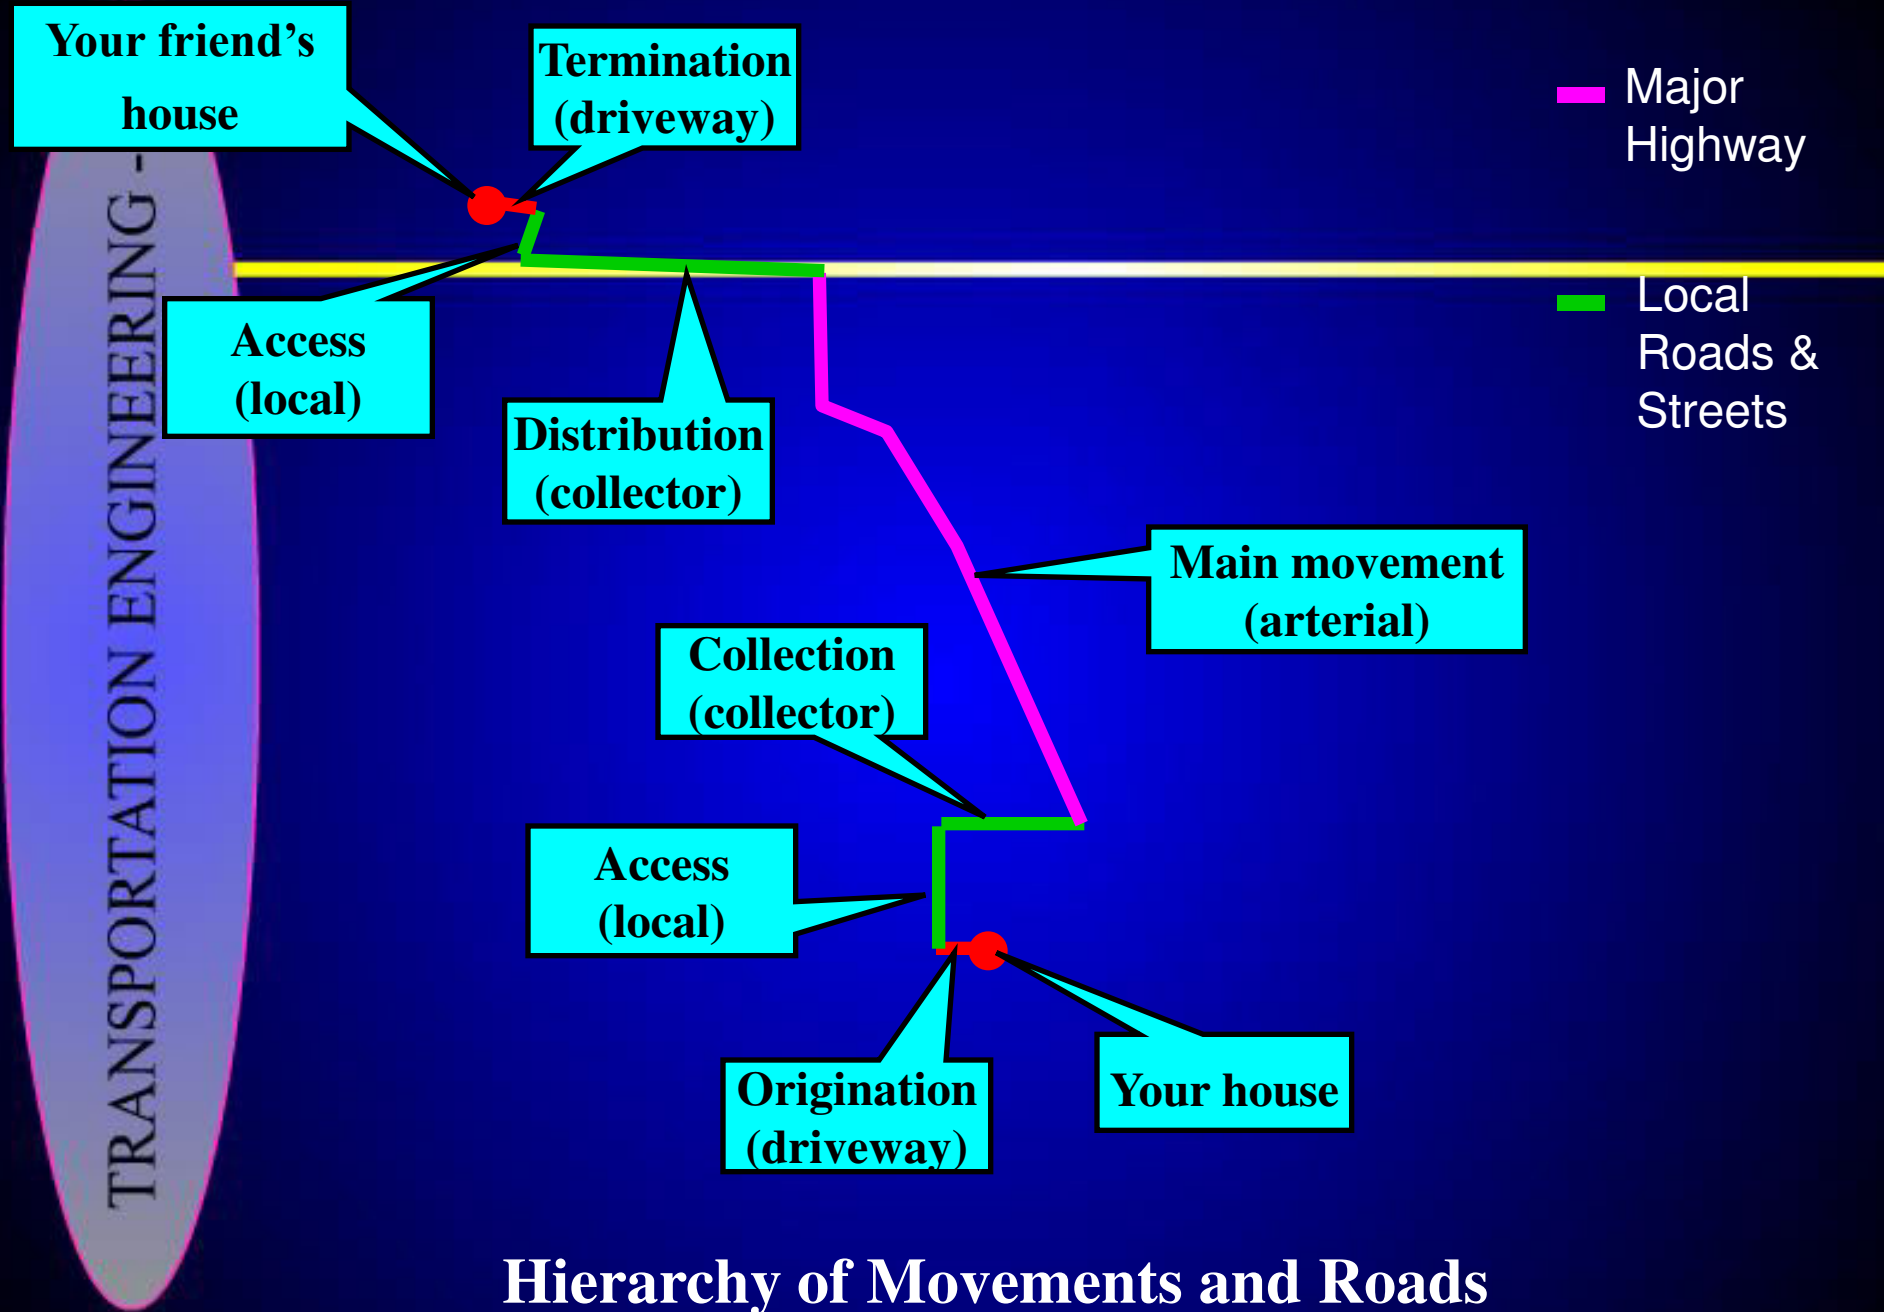 Your friend’s
house
Termination
(driveway)
Major
Highway
TRANSPORTATION ENGINEERING -
Access
(local)
Local
Roads &
Streets
Distribution
(collector)
Main movement
(arterial)
Collection
(collector)
Access
(local)
Origination
(driveway)
Your house
Hierarchy of Movements and Roads